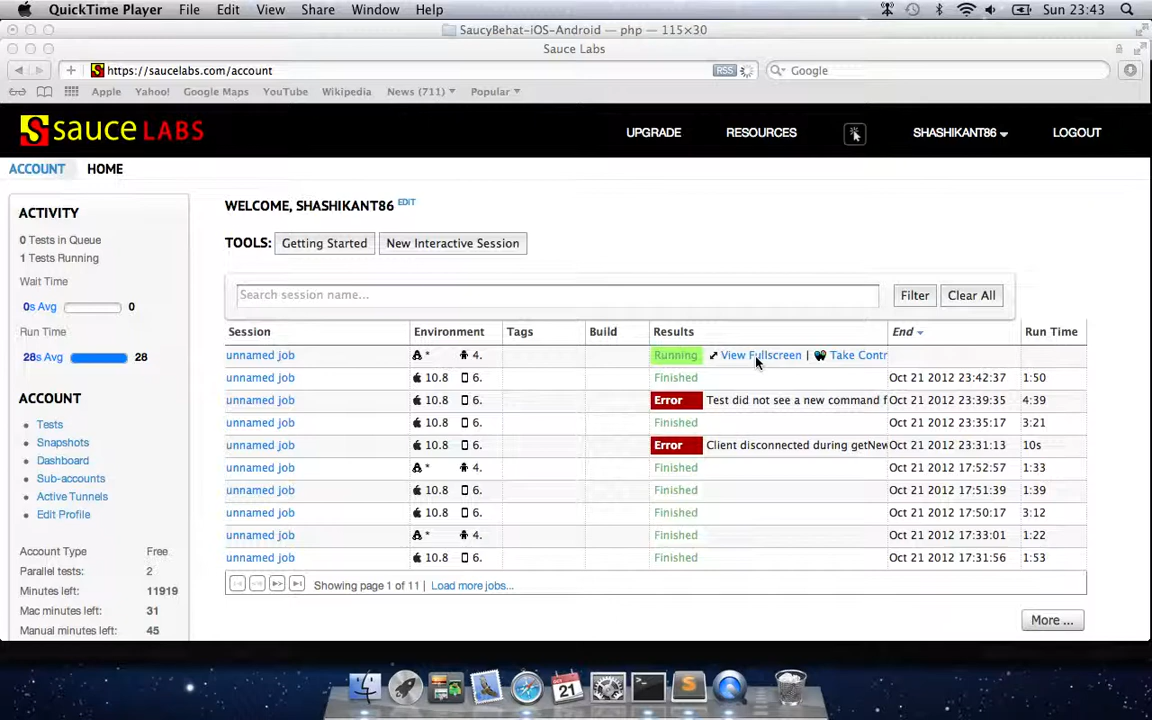 QuickTime Player File Edit View Share Window Help Sun 23:43
SaucyBehat-iOS-Android — php — 115×30
Sauce Labs
https://saucelabs.com/account RSS Google
Apple Yahoo! Google Maps YouTube Wikipedia News (711) Popular
sauce LABS UPGRADE RESOURCES SHASHIKANT86 LOGOUT
ACCOUNT HOME
ACTIVITY
0 Tests in Queue
1 Tests Running
Wait Time
0s Avg 0
Run Time
28s Avg 28
ACCOUNT
Tests
Snapshots
Dashboard
Sub-accounts
Active Tunnels
Edit Profile
Account Type Free
Parallel tests: 2
Minutes left: 11919
Mac minutes left: 31
Manual minutes left: 45
WELCOME, SHASHIKANT86 EDIT
TOOLS: Getting Started New Interactive Session
Search session name... Filter Clear All
Session Environment Tags Build Results End Run Time
unnamed job * 4. Running View Fullscreen | Take Contr
unnamed job 10.8 6. Finished Oct 21 2012 23:42:37 1:50
unnamed job 10.8 6. Error Test did not see a new command f Oct 21 2012 23:39:35 4:39
unnamed job 10.8 6. Finished Oct 21 2012 23:35:17 3:21
unnamed job 10.8 6. Error Client disconnected during getNew Oct 21 2012 23:31:13 10s
unnamed job * 4. Finished Oct 21 2012 17:52:57 1:33
unnamed job 10.8 6. Finished Oct 21 2012 17:51:39 1:39
unnamed job 10.8 6. Finished Oct 21 2012 17:50:17 3:12
unnamed job * 4. Finished Oct 21 2012 17:33:01 1:22
unnamed job 10.8 6. Finished Oct 21 2012 17:31:56 1:53
Showing page 1 of 11 | Load more jobs...
More ...
OCT
21